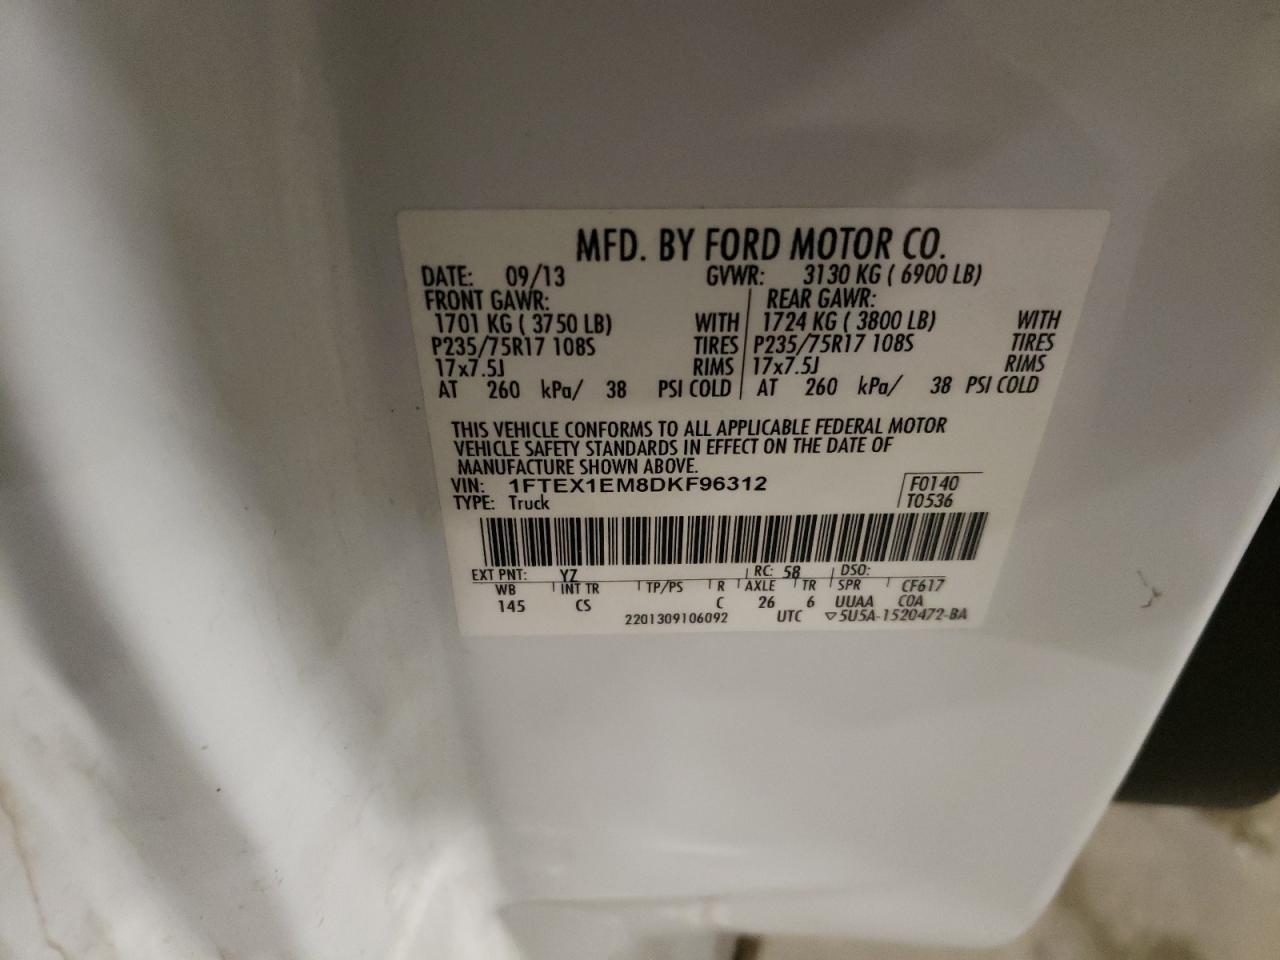 MFD. BY FORD MOTOR CO.
DATE: 09/13 GVWR: 3130 KG ( 6900 LB)
FRONT GAWR: REAR GAWR:
1701 KG ( 3750 LB) WITH 1724 KG ( 3800 LB) WITH
P235/75R17 108S TIRES P235/75R17 108S TIRES
17x7.5J RIMS 17x7.5J RIMS
AT 260 kPa/ 38 PSI COLD AT 260 kPa/ 38 PSI COLD
THIS VEHICLE CONFORMS TO ALL APPLICABLE FEDERAL MOTOR
VEHICLE SAFETY STANDARDS IN EFFECT ON THE DATE OF
MANUFACTURE SHOWN ABOVE.
VIN: 1FTEX1EM8DKF96312 F0140
TYPE: Truck T0536
EXT PNT: YZ RC: 58 DSO:
WB INT TR TP/PS R AXLE TR SPR CF617
145 CS C 26 6 UUAA COA
2201309106092 UTC ▽5U5A-1520472-BA